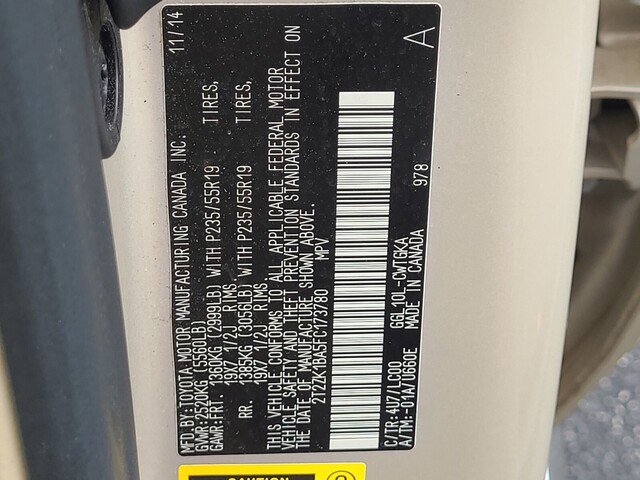 MFD. BY:TOYOTA MOTOR MANUFACTURING CANADA INC. 11/14
GVWR:2520KG (5560LB)
GAWR:FRT. 1360KG (2899LB) WITH P235/55R19 TIRES,
19X7 1/2J RIMS
RR. 1385KG (3056LB) WITH P235/55R19 TIRES,
19X7 1/2J RIMS
THIS VEHICLE CONFORMS TO ALL APPLICABLE FEDERAL MOTOR
VEHICLE SAFETY AND THEFT PREVENTION STANDARDS IN EFFECT ON
THE DATE OF MANUFACTURE SHOWN ABOVE.
2T2ZK1BA5FC173780 MPV
A
978
C/TR:4U7/LC00 GGL10L-CWTGKA
A/TM:-01A/U660E MADE IN CANADA
CAUTION